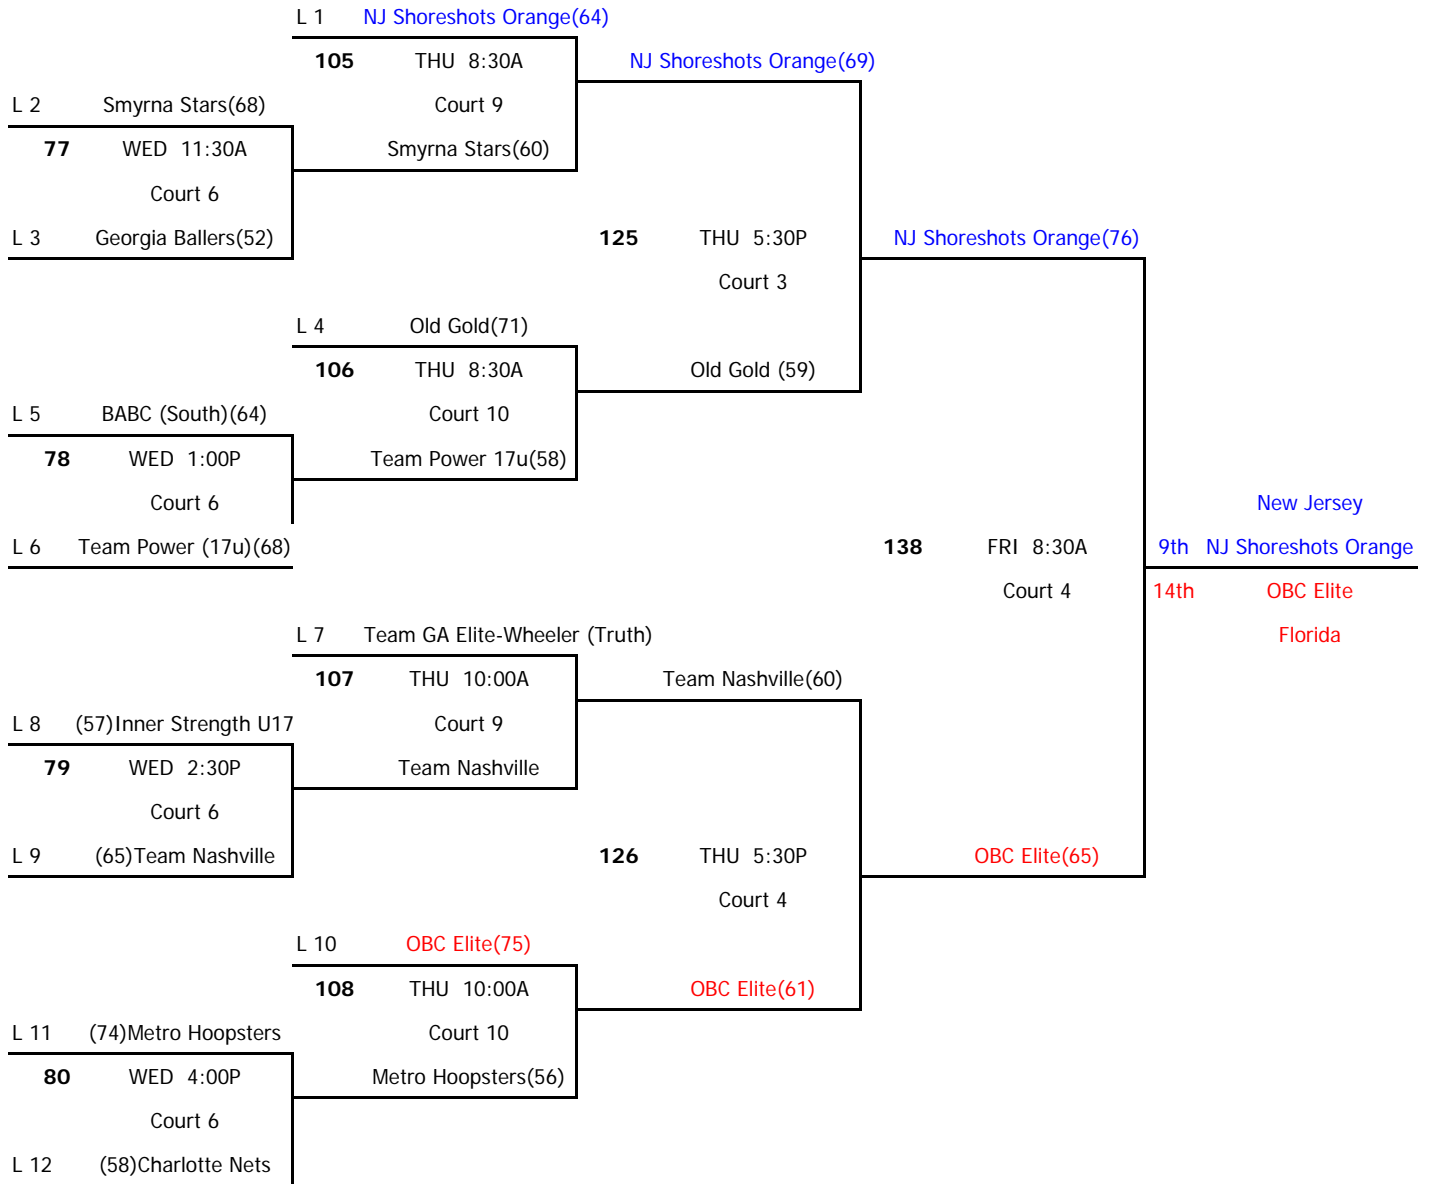 L 1 NJ Shoreshots Orange(64)
105 THU 8:30A NJ Shoreshots Orange(69)
L 2 Smyrna Stars(68) Court 9
77 WED 11:30A Smyrna Stars(60)
Court 6
L 3 Georgia Ballers(52) 125 THU 5:30P NJ Shoreshots Orange(76)
Court 3
L 4 Old Gold(71)
106 THU 8:30A Old Gold (59)
L 5 BABC (South)(64) Court 10
78 WED 1:00P Team Power 17u(58)
Court 6 New Jersey
L 6 Team Power (17u)(68) 138 FRI 8:30A 9th NJ Shoreshots Orange
Court 4 14th OBC Elite
L 7 Team GA Elite-Wheeler (Truth) Florida
107 THU 10:00A Team Nashville(60)
L 8 (57)Inner Strength U17 Court 9
79 WED 2:30P Team Nashville
Court 6
L 9 (65)Team Nashville 126 THU 5:30P OBC Elite(65)
Court 4
L 10 OBC Elite(75)
108 THU 10:00A OBC Elite(61)
L 11 (74)Metro Hoopsters Court 10
80 WED 4:00P Metro Hoopsters(56)
Court 6
L 12 (58)Charlotte Nets